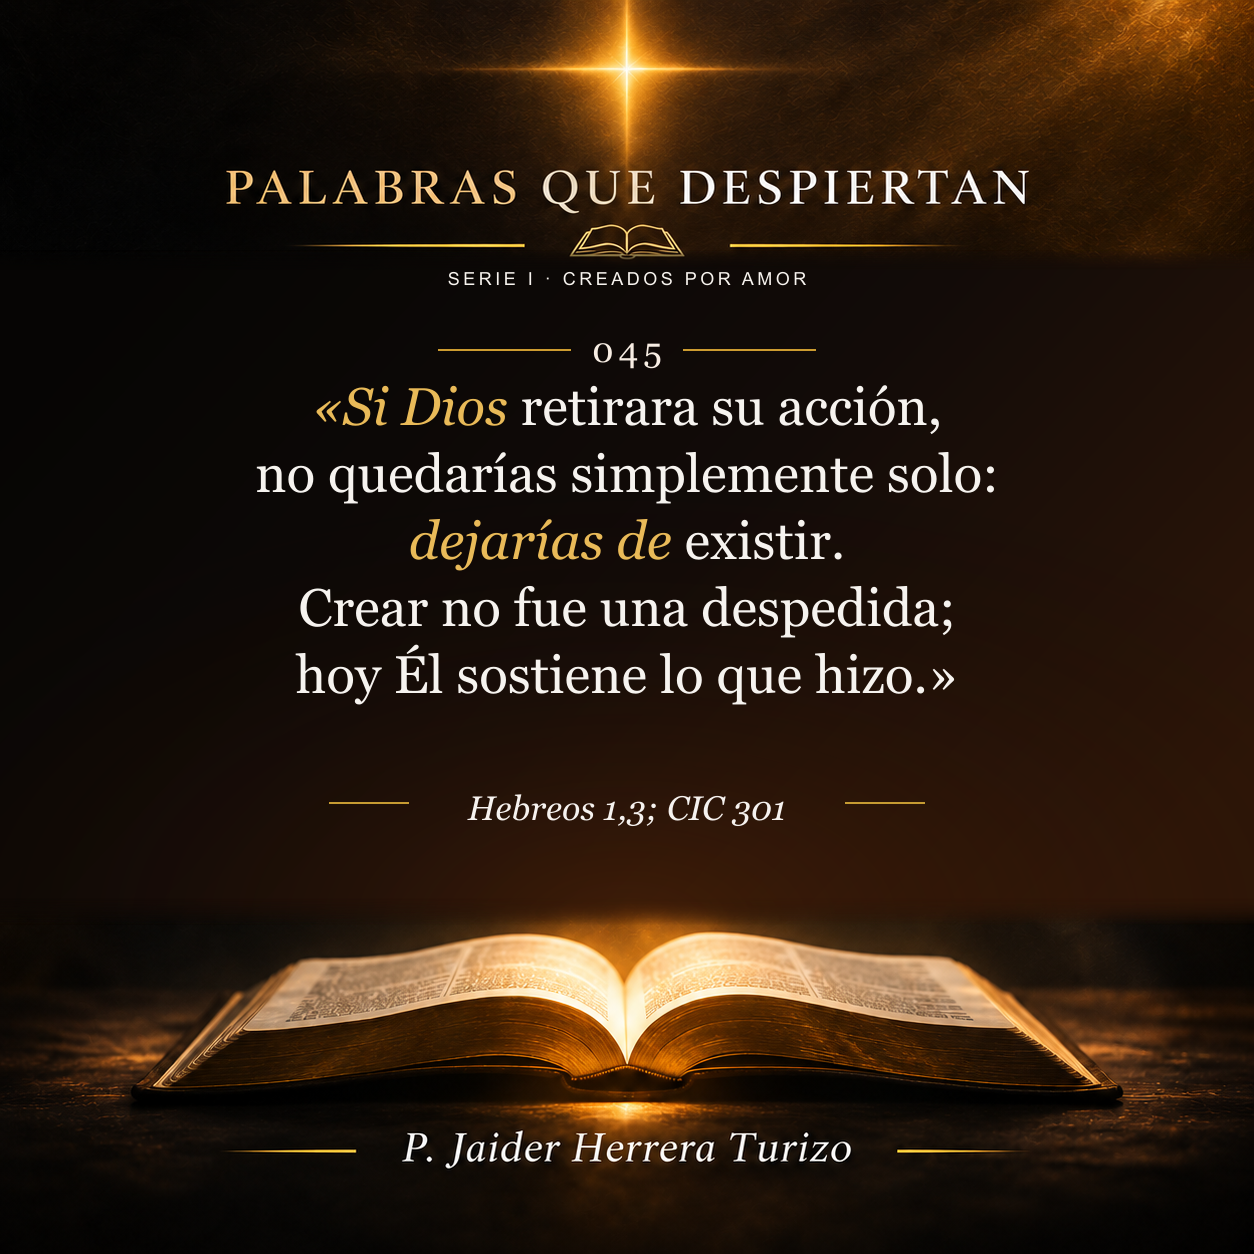 PALABRAS QUE DESPIERTAN
SERIE I · CREADOS POR AMOR
045
«Si Dios retirara su acción,
no quedarías simplemente solo:
dejarías de existir.
Crear no fue una despedida;
hoy Él sostiene lo que hizo.»
Hebreos 1,3; CIC 301
P. Jaider Herrera Turizo